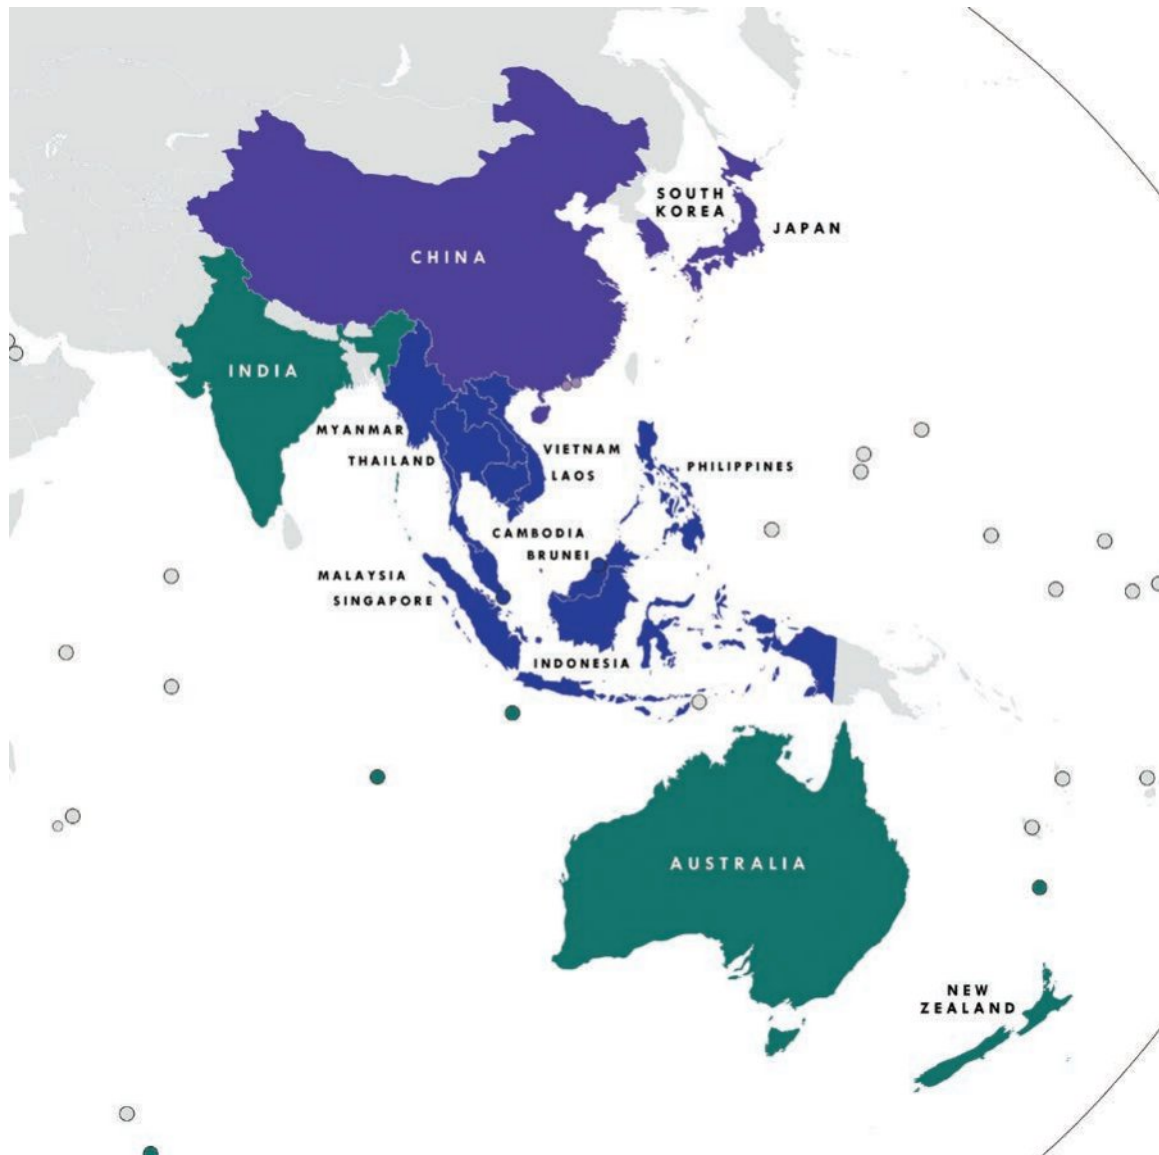 SOUTH
KOREA
JAPAN
CHINA
INDIA
MYANMAR
THAILAND
VIETNAM
LAOS
PHILIPPINES
CAMBODIA
BRUNEI
MALAYSIA
SINGAPORE
INDONESIA
AUSTRALIA
NEW
ZEALAND